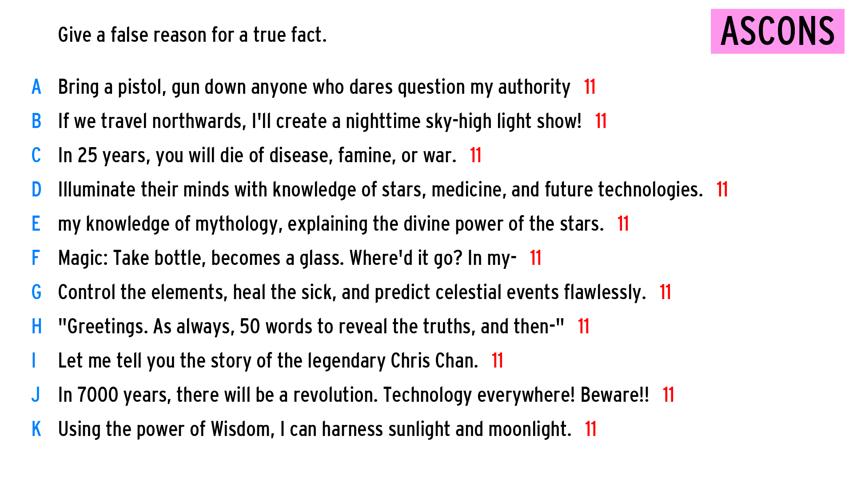 Give a false reason for a true fact.
ASCONS
A Bring a pistol, gun down anyone who dares question my authority 11
B If we travel northwards, I'll create a nighttime sky-high light show! 11
C In 25 years, you will die of disease, famine, or war. 11
D Illuminate their minds with knowledge of stars, medicine, and future technologies. 11
E my knowledge of mythology, explaining the divine power of the stars. 11
F Magic: Take bottle, becomes a glass. Where'd it go? In my- 11
G Control the elements, heal the sick, and predict celestial events flawlessly. 11
H "Greetings. As always, 50 words to reveal the truths, and then-" 11
I Let me tell you the story of the legendary Chris Chan. 11
J In 7000 years, there will be a revolution. Technology everywhere! Beware!! 11
K Using the power of Wisdom, I can harness sunlight and moonlight. 11